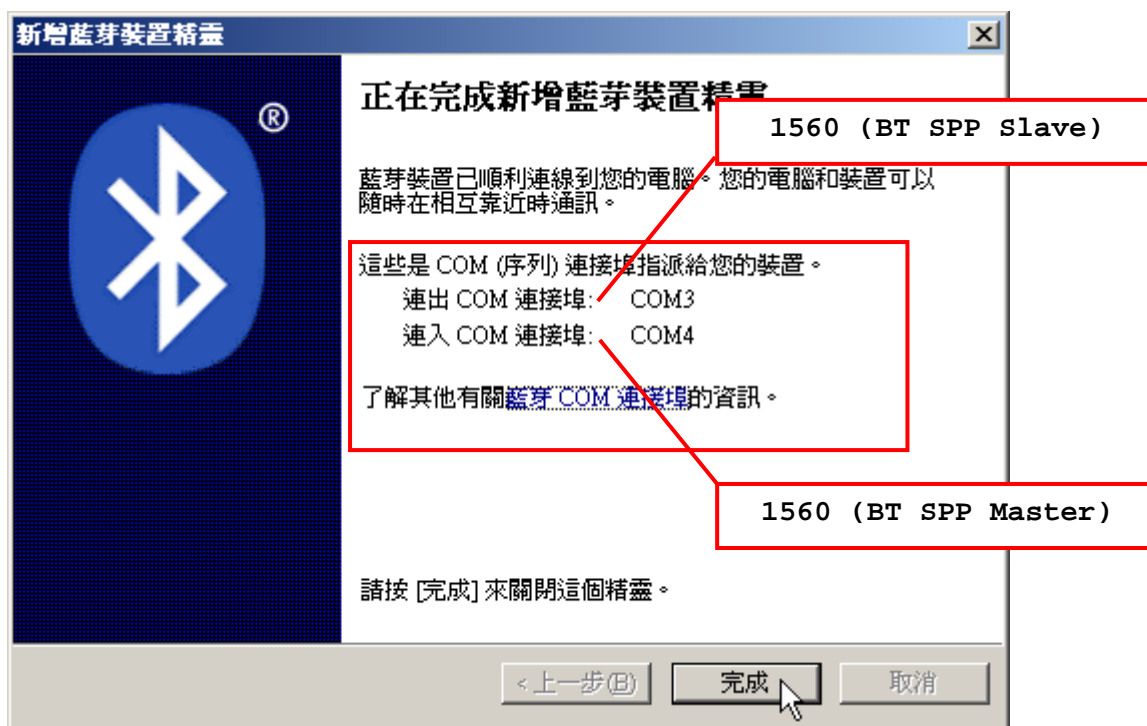 新增藍芽裝置精靈
®
正在完成新增藍芽裝置精靈
1560 (BT SPP Slave)
藍芽裝置已順利連線到您的電腦。您的電腦和裝置可以
隨時在相互靠近時通訊。
這些是 COM (序列) 連接埠指派給您的裝置。
連出 COM 連接埠: COM3
連入 COM 連接埠: COM4
了解其他有關藍芽 COM 連接埠的資訊。
1560 (BT SPP Master)
請按 [完成] 來關閉這個精靈。
<上一步(B) 完成 取消